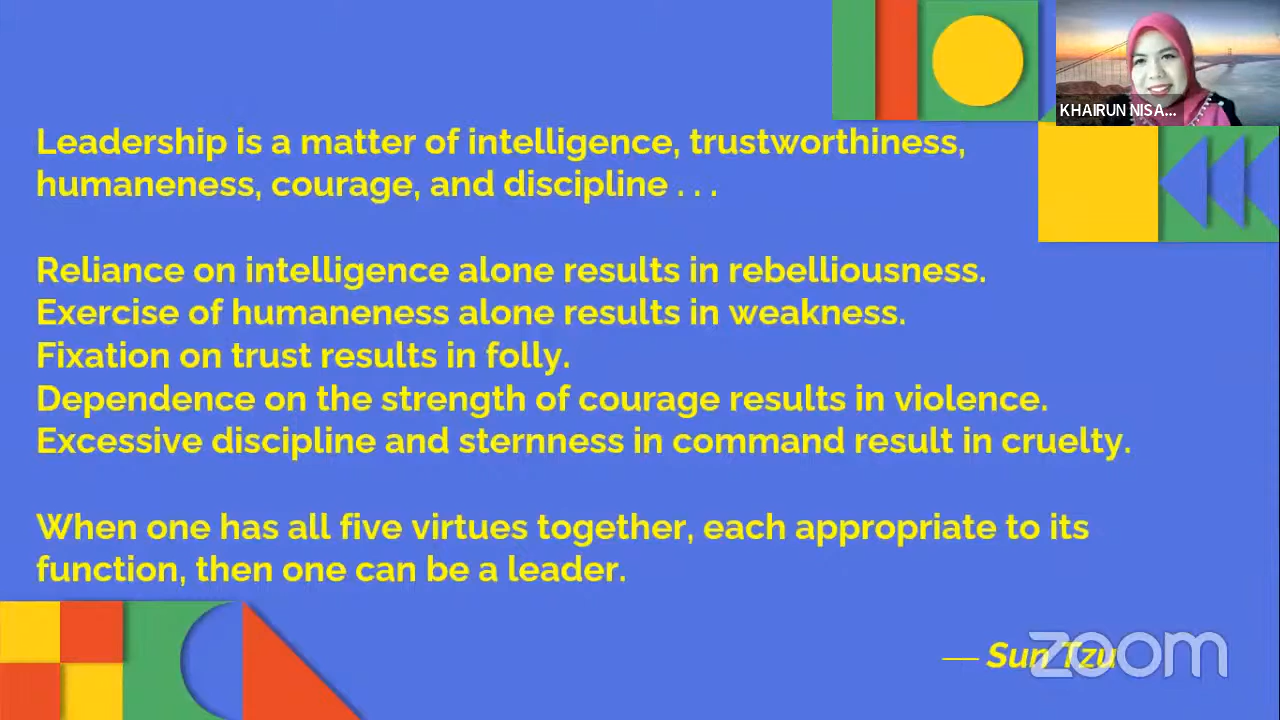 KHAIRUN NISA...
Leadership is a matter of intelligence, trustworthiness,
humaneness, courage, and discipline . . .
Reliance on intelligence alone results in rebelliousness.
Exercise of humaneness alone results in weakness.
Fixation on trust results in folly.
Dependence on the strength of courage results in violence.
Excessive discipline and sternness in command result in cruelty.
When one has all five virtues together, each appropriate to its
function, then one can be a leader.
— Sun Tzu
zoom